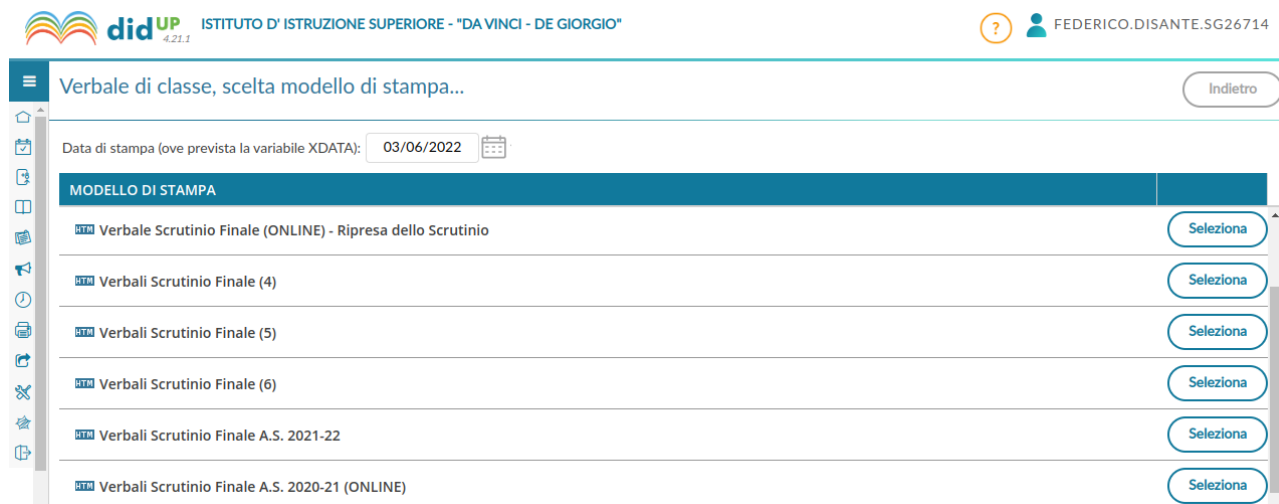 didUP 4.21.1 ISTITUTO D' ISTRUZIONE SUPERIORE - "DA VINCI - DE GIORGIO" ? FEDERICO.DISANTE.SG26714
Verbale di classe, scelta modello di stampa... Indietro
Data di stampa (ove prevista la variabile XDATA): 03/06/2022
MODELLO DI STAMPA
HTM Verbale Scrutinio Finale (ONLINE) - Ripresa dello Scrutinio Seleziona
HTM Verbali Scrutinio Finale (4) Seleziona
HTM Verbali Scrutinio Finale (5) Seleziona
HTM Verbali Scrutinio Finale (6) Seleziona
HTM Verbali Scrutinio Finale A.S. 2021-22 Seleziona
HTM Verbali Scrutinio Finale A.S. 2020-21 (ONLINE) Seleziona